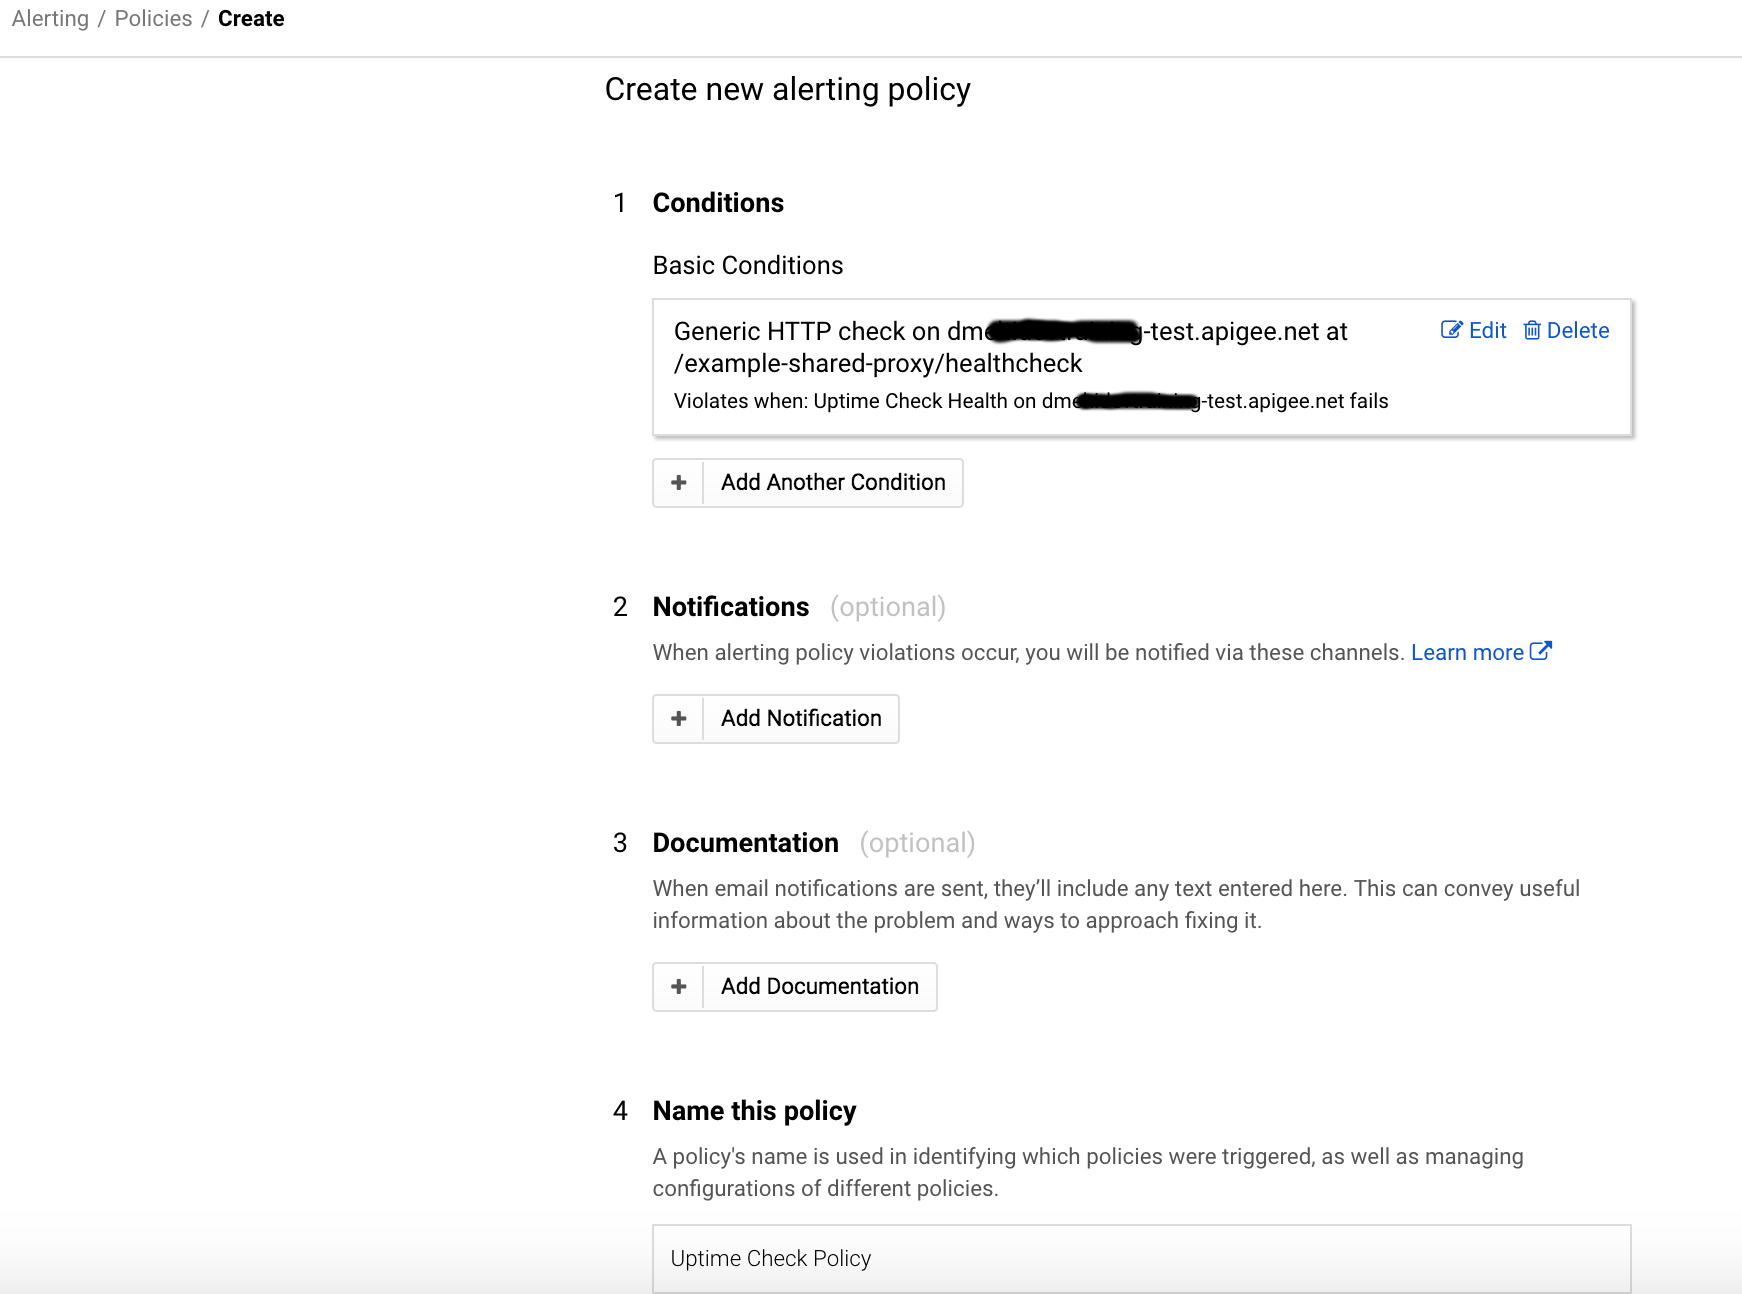 Alerting / Policies / Create
Create new alerting policy
1 Conditions
Basic Conditions
Generic HTTP check on -test.apigee.net at
/example-shared-proxy/healthcheck
Edit Delete
Violates when: Uptime Check Health on -test.apigee.net fails
+ Add Another Condition
2 Notifications (optional)
When alerting policy violations occur, you will be notified via these channels. Learn more
+ Add Notification
3 Documentation (optional)
When email notifications are sent, they’ll include any text entered here. This can convey useful
information about the problem and ways to approach fixing it.
+ Add Documentation
4 Name this policy
A policy's name is used in identifying which policies were triggered, as well as managing
configurations of different policies.
Uptime Check Policy